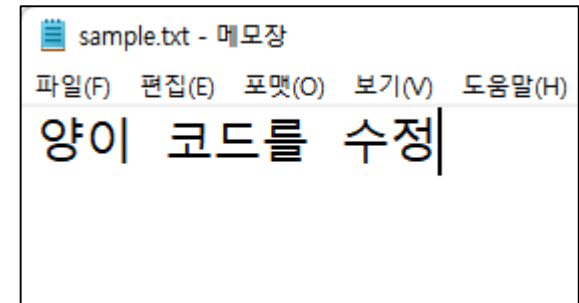 sample.txt - 메모장
파일(F) 편집(E) 포맷(O) 보기(V) 도움말(H)
양이 코드를 수정